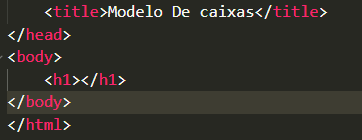 <title>Modelo De caixas</title>
</head>
<body>
<h1></h1>
</body>
</html>